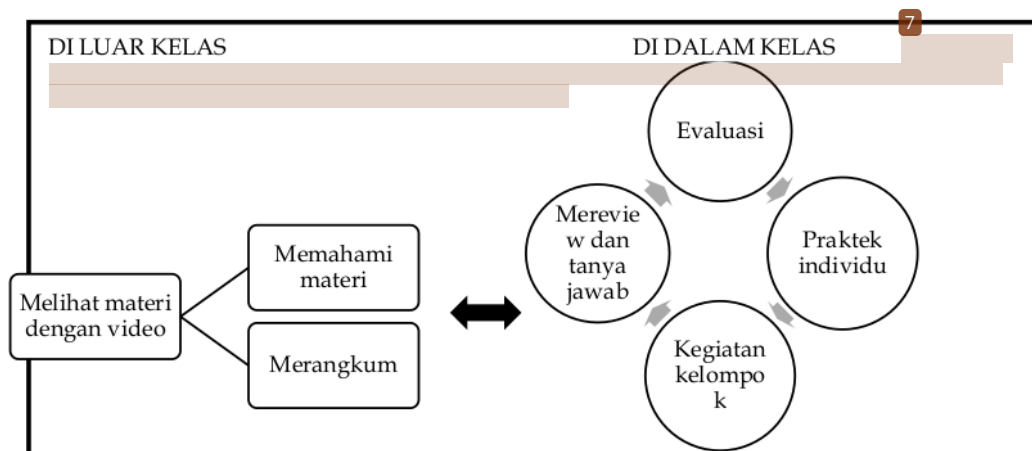 7
DI LUAR KELAS
DI DALAM KELAS
Melihat materi
dengan video
Memahami
materi
Merangkum
Evaluasi
Merevie
w dan
tanya
jawab
Praktek
individu
Kegiatan
kelompo
k